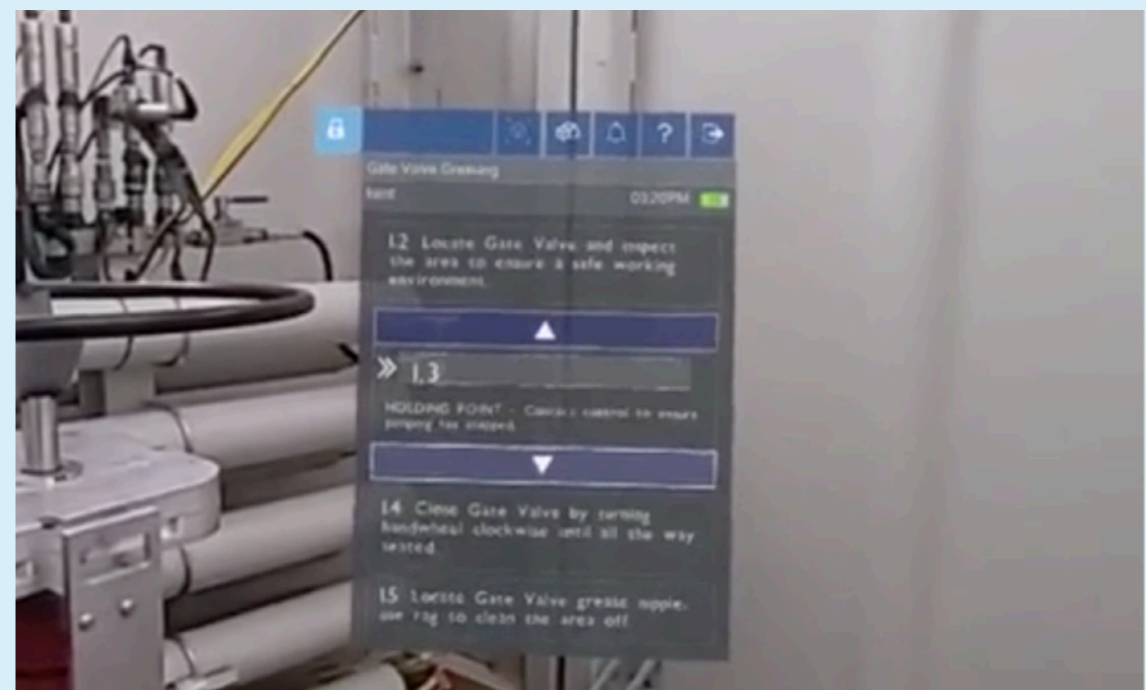 ?
Gate Valve Greasing
03:20PM
1.2 Locate Gate Valve and inspect
the area to ensure a safe working
environment.
1.3
HOLDING POINT - Contact control to ensure
pumping has stopped.
1.4 Close Gate Valve by turning
handwheel clockwise until all the way
seated.
1.5 Locate Gate Valve grease nipple,
use rag to clean the area off